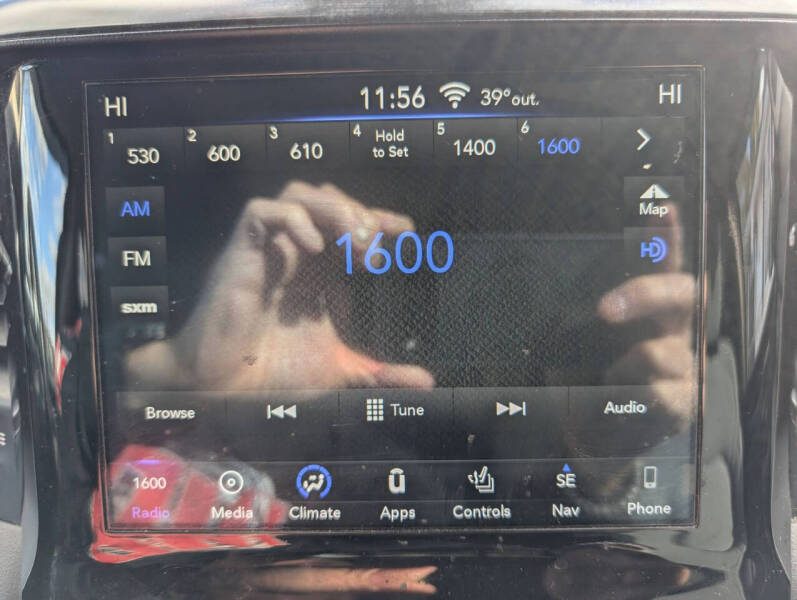 HI 11:56 39° out. HI
1 530 2 600 3 610 4 Hold to Set 5 1400 6 1600
AM
Map
1600
HD
FM
sxm
Browse Tune Audio
1600 SE
Radio Media Climate Apps Controls Nav Phone